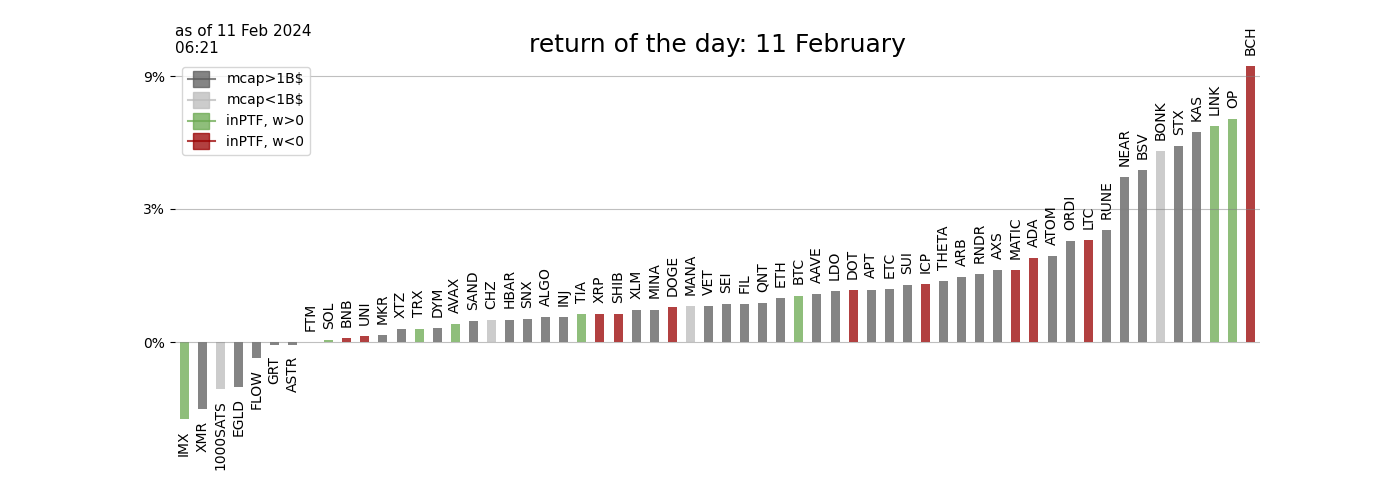 as of 11 Feb 2024
06:21
return of the day: 11 February
mcap>1B$
mcap<1B$
inPTF, w>0
inPTF, w<0
9%
3%
0%
IMX
XMR
1000SATS
EGLD
FLOW
GRT
ASTR
FTM
SOL
BNB
UNI
MKR
XTZ
TRX
DYM
AVAX
SAND
CHZ
HBAR
SNX
ALGO
INJ
TIA
XRP
SHIB
XLM
MINA
DOGE
MANA
VET
SEI
FIL
QNT
ETH
BTC
AAVE
LDO
DOT
APT
ETC
SUI
ICP
THETA
ARB
RNDR
AXS
MATIC
ADA
ATOM
ORDI
LTC
RUNE
NEAR
BSV
BONK
STX
KAS
LINK
OP
BCH